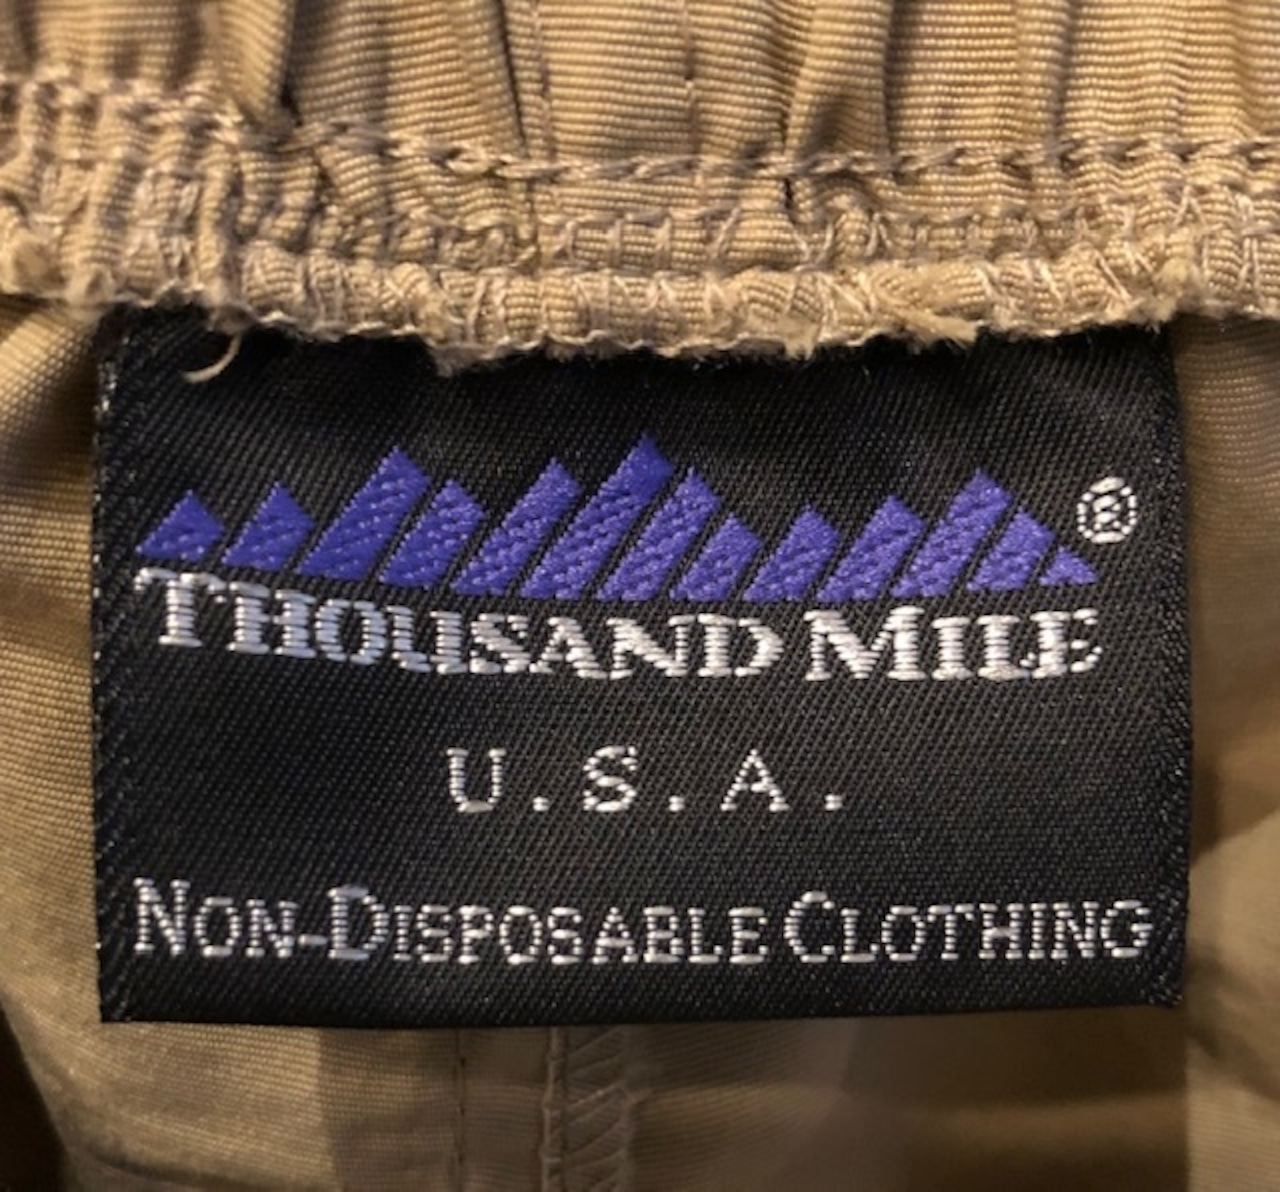 ®
THOUSAND MILE
U.S.A.
NON-DISPOSABLE CLOTHING